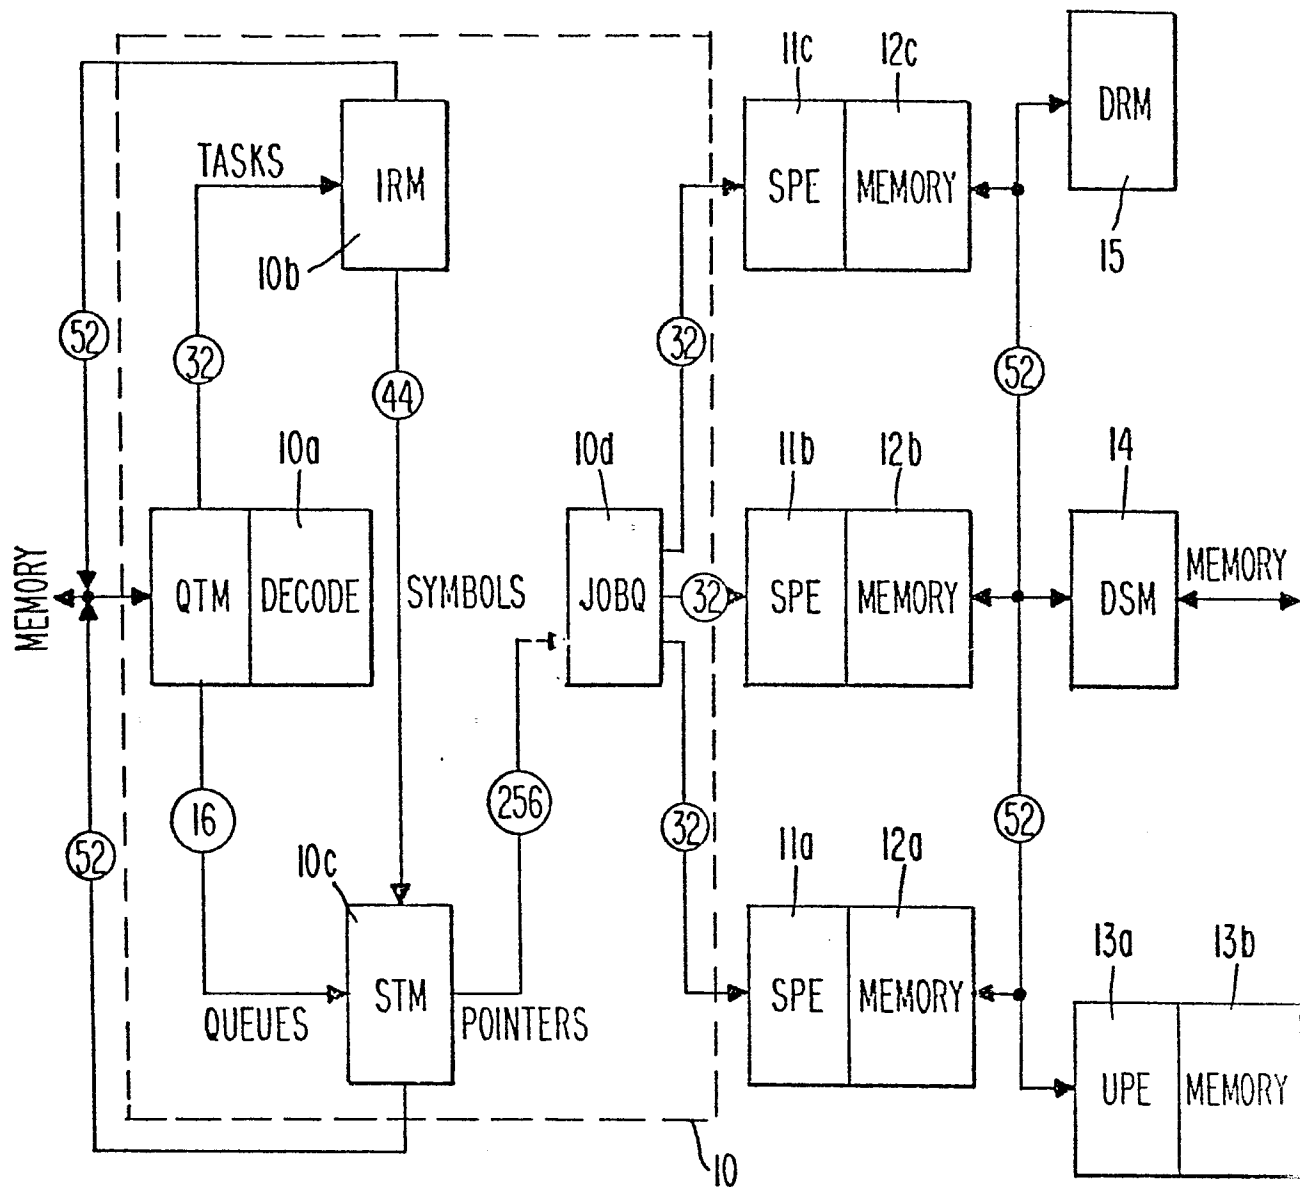 11c
12c
DRM
TASKS
IRM
SPE
MEMORY
10b
15
52
32
32
52
44
10a
10d
11b
12b
14
MEMORY
QTM
DECODE
SYMBOLS
JOBQ
32
SPE
MEMORY
DSM
MEMORY
16
256
32
52
52
10c
11a
12a
13a
13b
STM
SPE
MEMORY
QUEUES
POINTERS
UPE
MEMORY
10